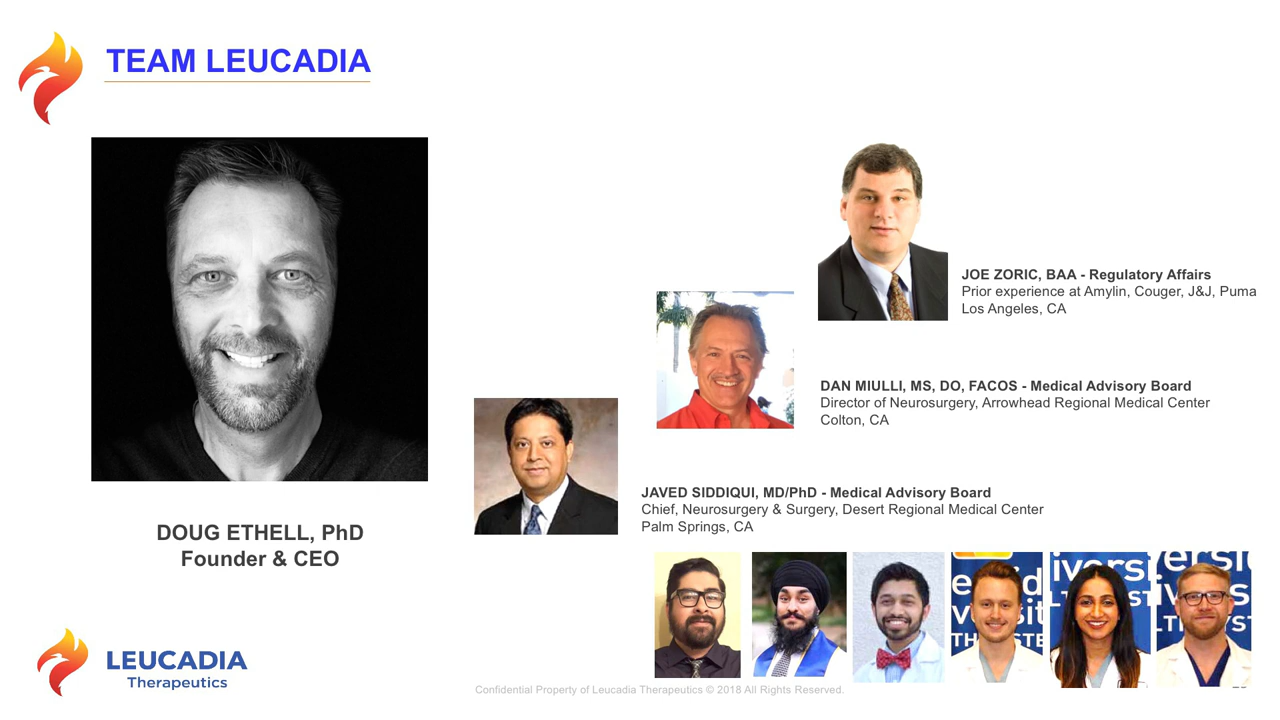 TEAM LEUCADIA
JOE ZORIC, BAA - Regulatory Affairs
Prior experience at Amylin, Couger, J&J, Puma
Los Angeles, CA
DAN MIULLI, MS, DO, FACOS - Medical Advisory Board
Director of Neurosurgery, Arrowhead Regional Medical Center
Colton, CA
JAVED SIDDIQUI, MD/PhD - Medical Advisory Board
Chief, Neurosurgery & Surgery, Desert Regional Medical Center
Palm Springs, CA
DOUG ETHELL, PhD
Founder & CEO
LEUCADIA
Therapeutics
Confidential Property of Leucadia Therapeutics © 2018 All Rights Reserved.